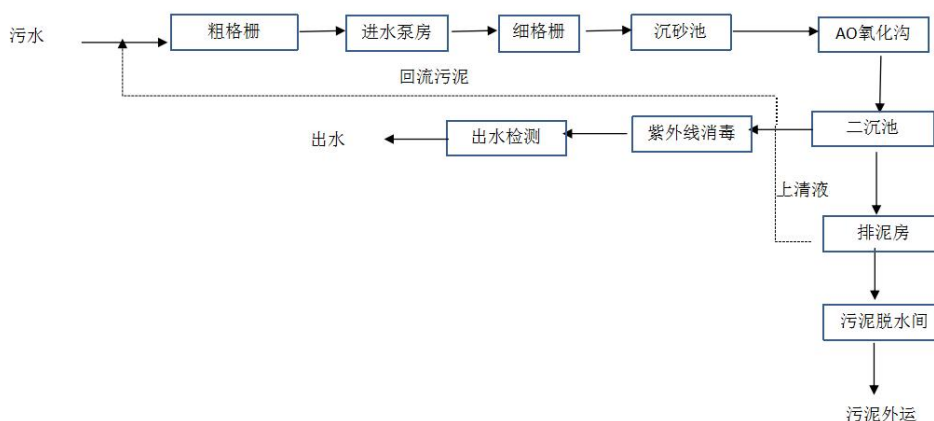 污水
粗格栅
进水泵房
细格栅
沉砂池
AO氧化沟
回流污泥
出水
出水检测
紫外线消毒
二沉池
上清液
排泥房
污泥脱水间
污泥外运